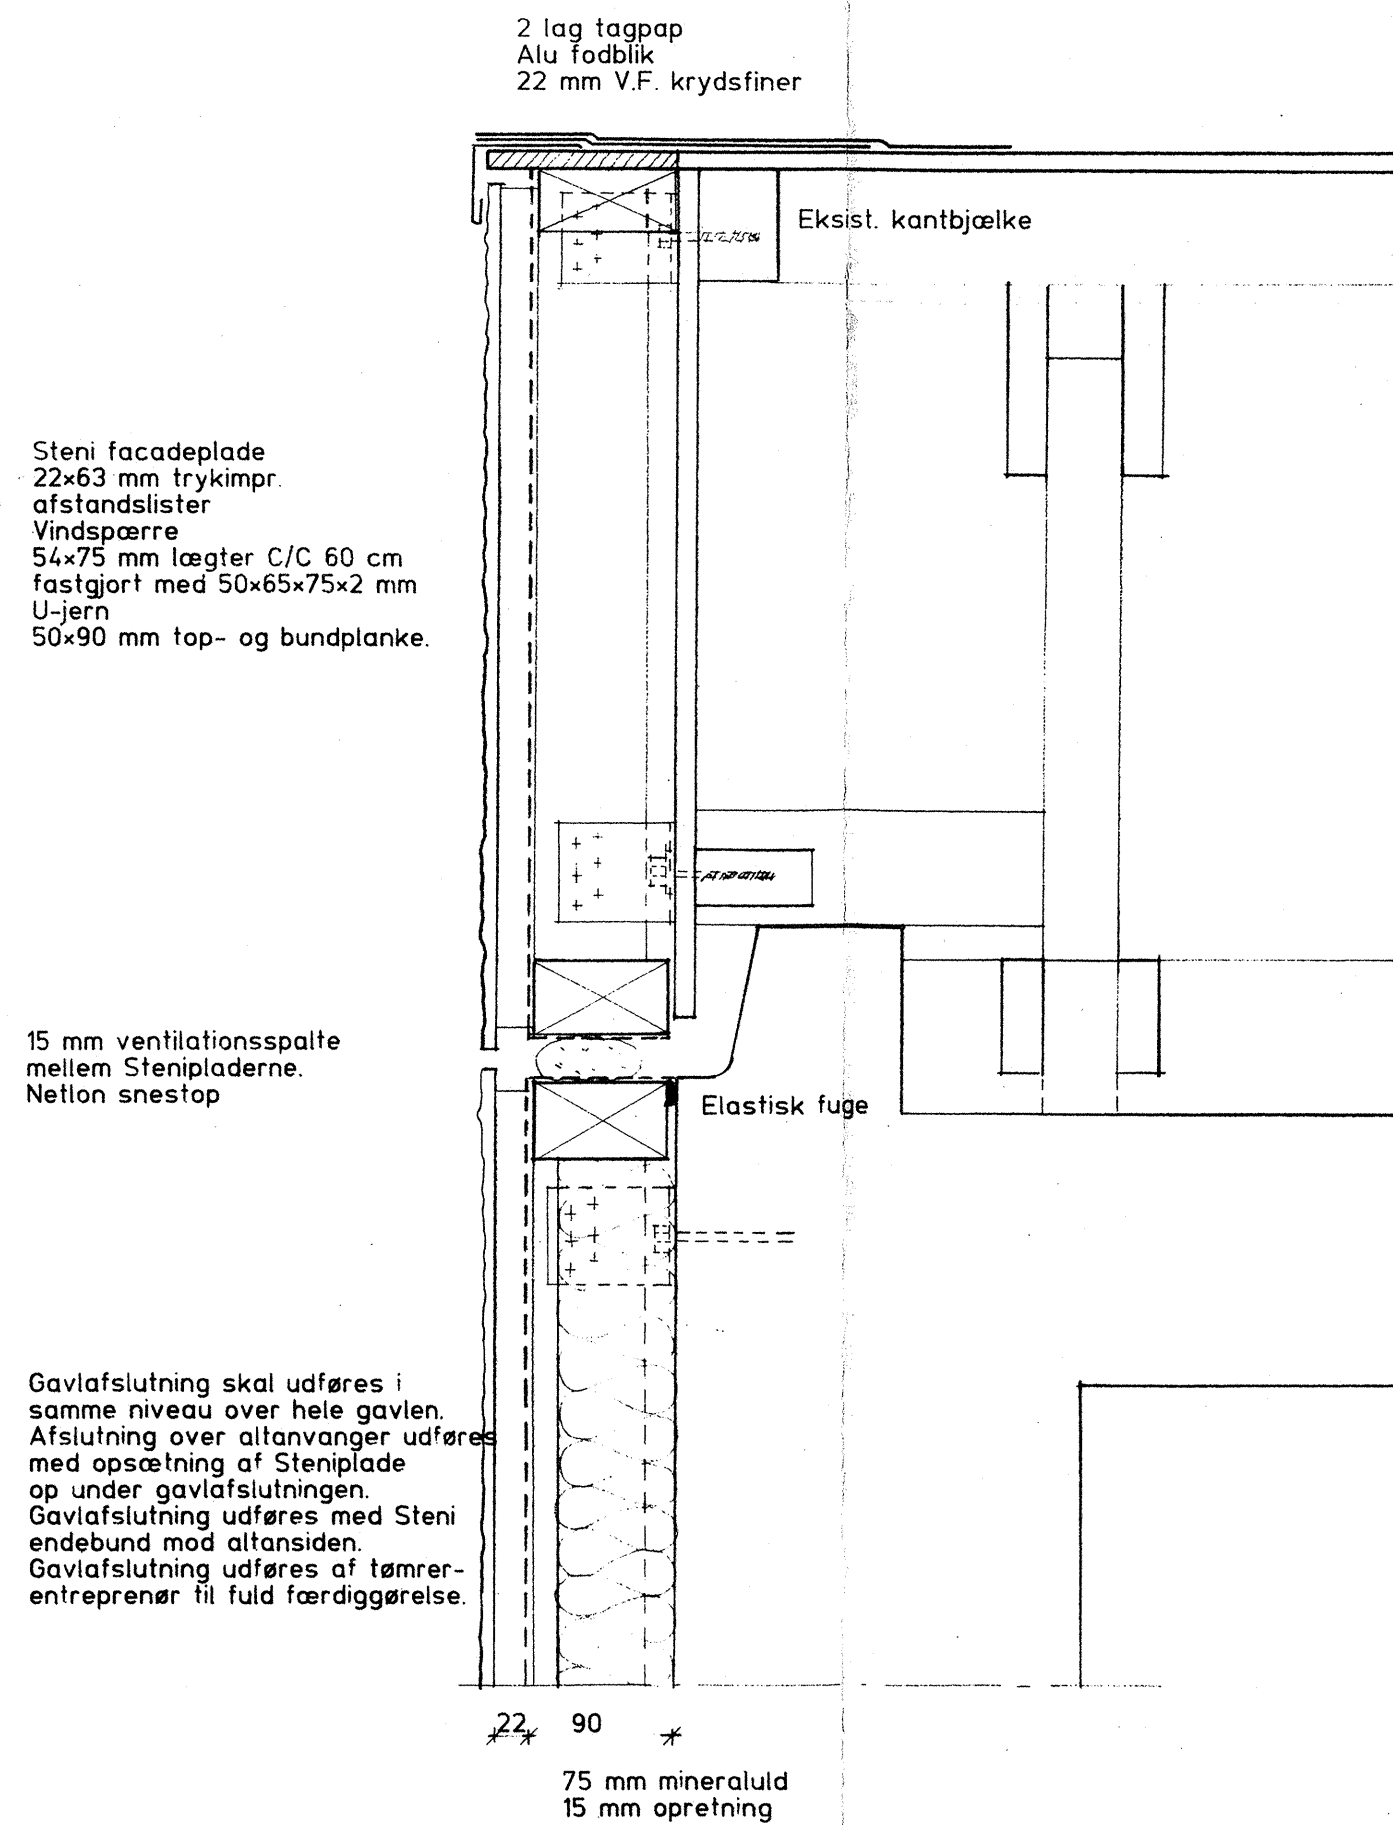 2 lag tagpap
Alu fodblik
22 mm V.F. krydsfiner
Eksist. kantbjælke
Steni facadeplade
22×63 mm trykimpr.
afstandslister
Vindspærre
54×75 mm lægter C/C 60 cm
fastgjort med 50×65×75×2 mm
U-jern
50×90 mm top- og bundplanke.
15 mm ventilationsspalte
mellem Stenipladerne.
Netlon snestop
Elastisk fuge
Gavlafslutning skal udføres i
samme niveau over hele gavlen.
Afslutning over altanvanger udføres
med opsætning af Steniplade
op under gavlafslutningen.
Gavlafslutning udføres med Steni
endebund mod altansiden.
Gavlafslutning udføres af tømrer-
entreprenør til fuld færdiggørelse.
22 90
75 mm mineraluld
15 mm opretning